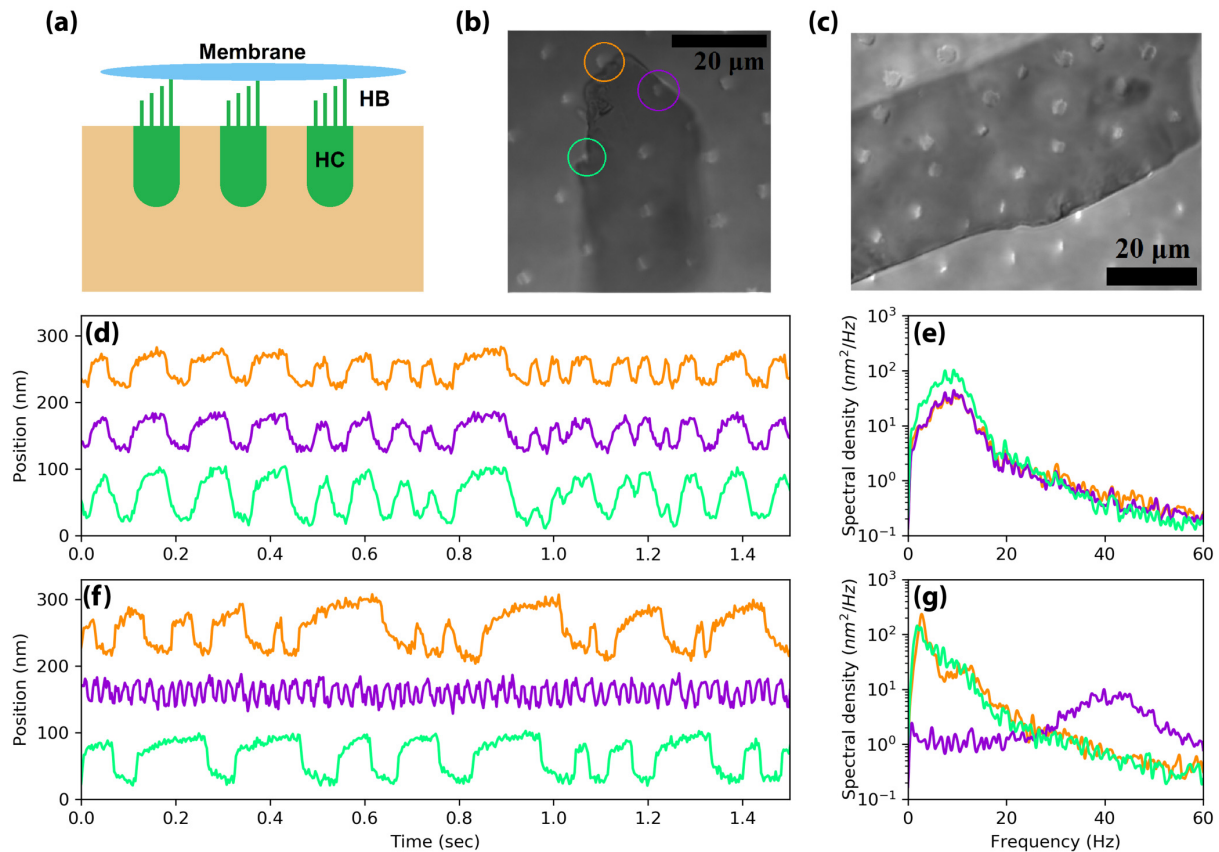 (a)
Membrane
HB
HC
(b)
20 µm
(c)
20 µm
(d)
Position (nm)
300
200
100
0
0.0 0.2 0.4 0.6 0.8 1.0 1.2 1.4
(e)
Spectral density (nm²/Hz)
10³
10²
10¹
10⁰
10⁻¹
0 20 40 60
(f)
Position (nm)
300
200
100
0
0.0 0.2 0.4 0.6 0.8 1.0 1.2 1.4
Time (sec)
(g)
Spectral density (nm²/Hz)
10³
10²
10¹
10⁰
10⁻¹
0 20 40 60
Frequency (Hz)